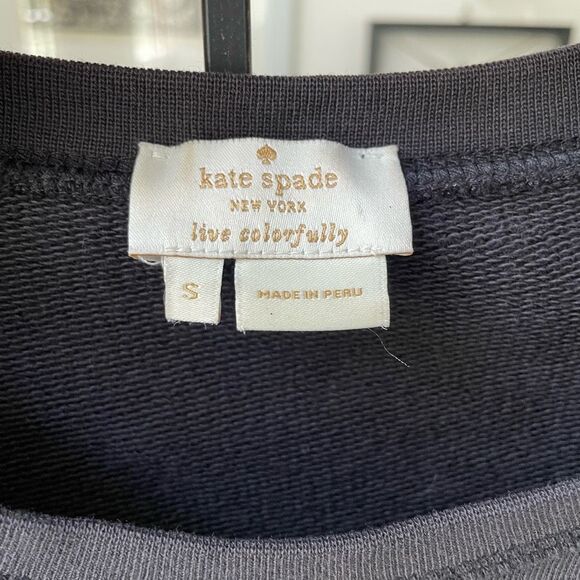 kate spade
NEW YORK
live colorfully
S
MADE IN PERU